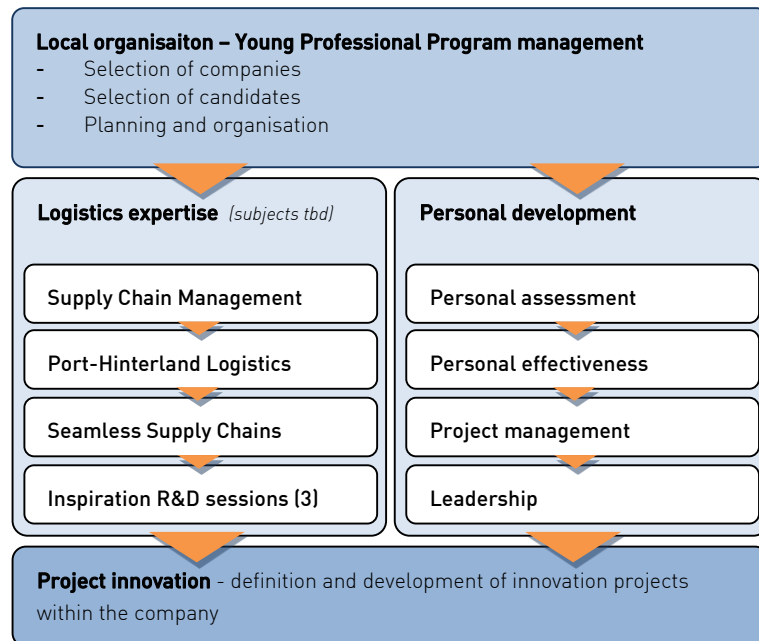 Local organisaiton – Young Professional Program management
- Selection of companies
- Selection of candidates
- Planning and organisation
Logistics expertise (subjects tbd)
Supply Chain Management
Port-Hinterland Logistics
Seamless Supply Chains
Inspiration R&D sessions (3)
Personal development
Personal assessment
Personal effectiveness
Project management
Leadership
Project innovation - definition and development of innovation projects
within the company